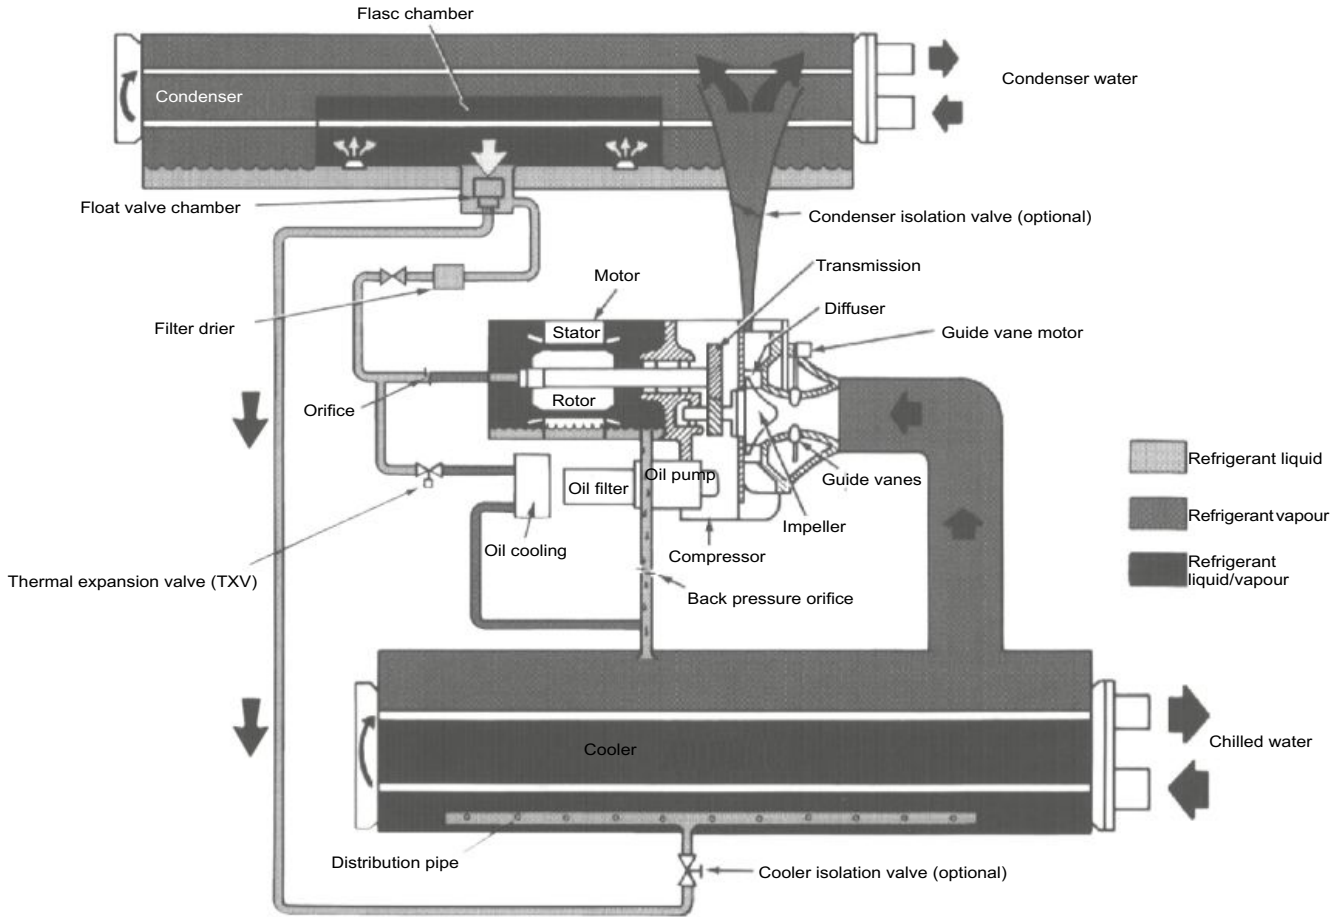 Flasc chamber
Condenser water
Condenser
Float valve chamber
Condenser isolation valve (optional)
Transmission
Motor
Diffuser
Filter drier
Stator
Guide vane motor
Rotor
Orifice
Refrigerant liquid
Oil pump
Guide vanes
Oil filter
Refrigerant vapour
Impeller
Oil cooling
Compressor
Refrigerant
liquid/vapour
Thermal expansion valve (TXV)
Back pressure orifice
Chilled water
Cooler
Distribution pipe
Cooler isolation valve (optional)